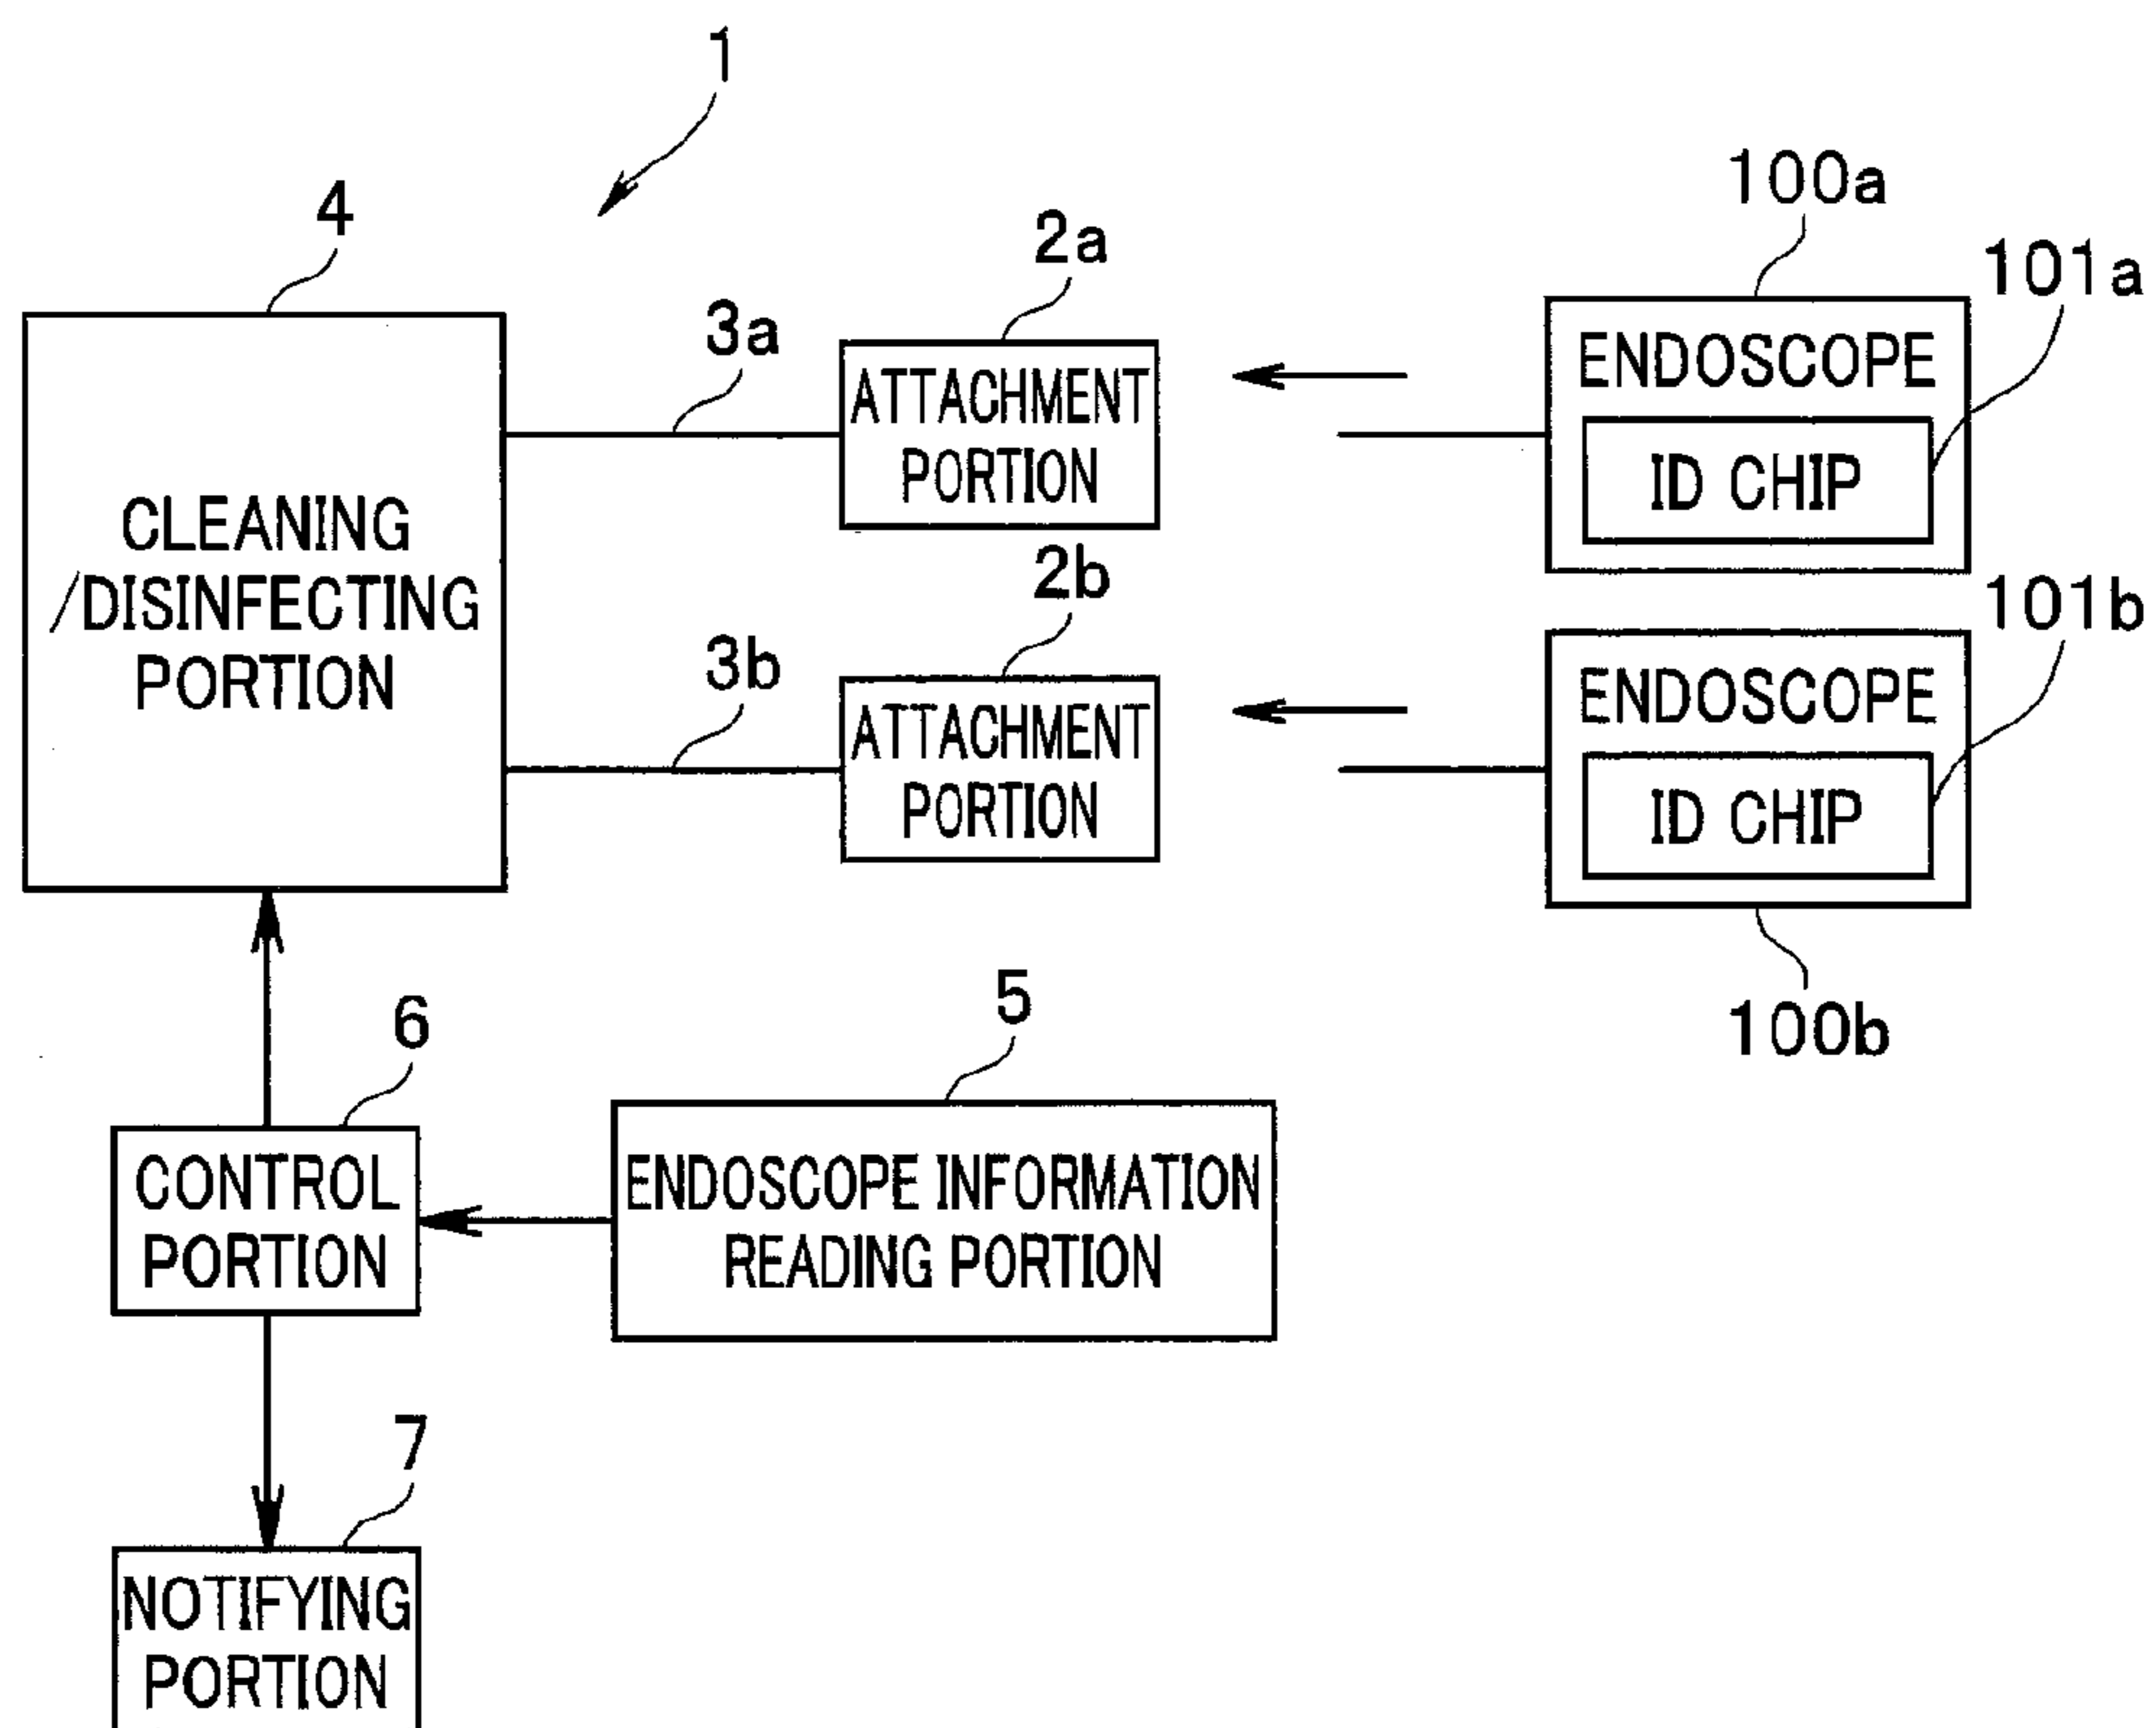 1
4
2a
100a
101a
3a
ATTACHMENT
PORTION
ENDOSCOPE
ID CHIP
CLEANING
/DISINFECTING
PORTION
2b
101b
3b
ATTACHMENT
PORTION
ENDOSCOPE
ID CHIP
100b
6
5
CONTROL
PORTION
ENDOSCOPE INFORMATION
READING PORTION
7
NOTIFYING
PORTION